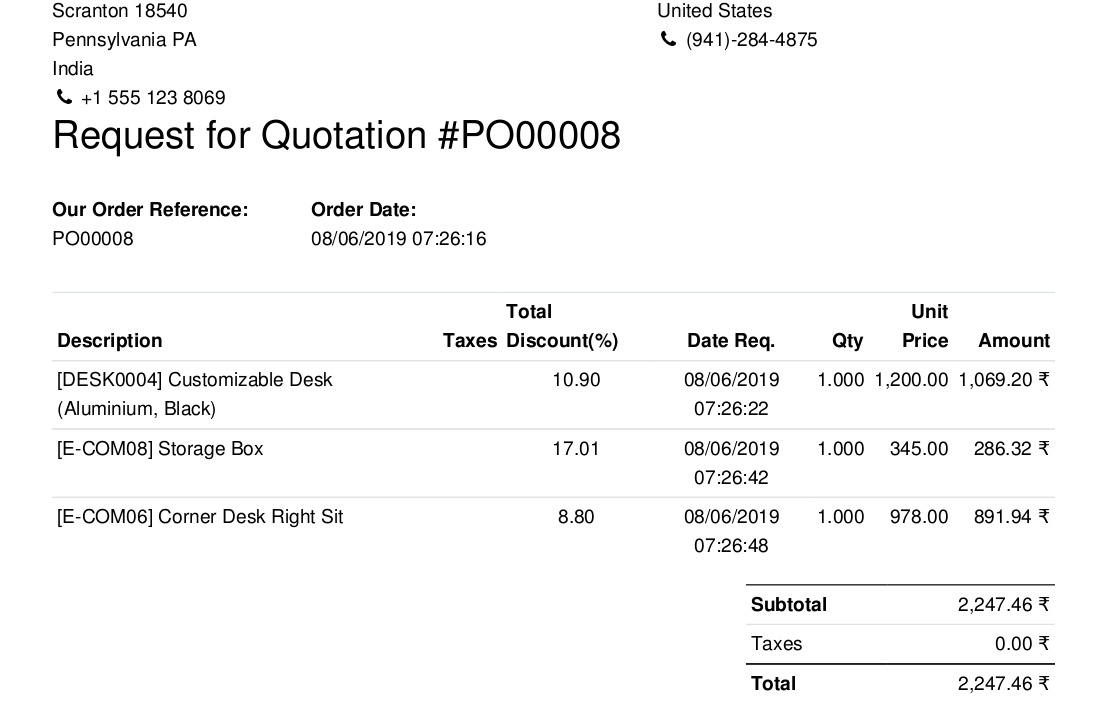 Scranton 18540
Pennsylvania PA
India
+1 555 123 8069
United States
(941)-284-4875
Request for Quotation #PO00008
Our Order Reference: Order Date:
PO00008 08/06/2019 07:26:16
Total Unit
Description Taxes Discount(%) Date Req. Qty Price Amount
[DESK0004] Customizable Desk 10.90 08/06/2019 1.000 1,200.00 1,069.20 ₹
(Aluminium, Black) 07:26:22
[E-COM08] Storage Box 17.01 08/06/2019 1.000 345.00 286.32 ₹
07:26:42
[E-COM06] Corner Desk Right Sit 8.80 08/06/2019 1.000 978.00 891.94 ₹
07:26:48
Subtotal 2,247.46 ₹
Taxes 0.00 ₹
Total 2,247.46 ₹